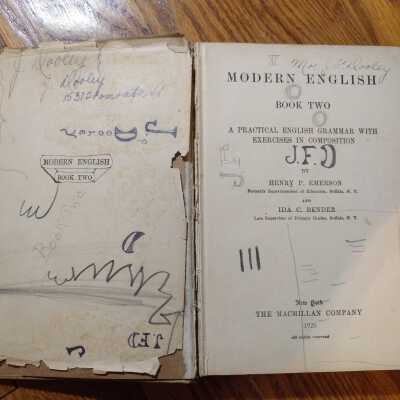 J Dooley
J Dooley
J D
MODERN ENGLISH
BOOK TWO
D
J.F.D
J
Dooley
MODERN ENGLISH
BOOK TWO
A PRACTICAL ENGLISH GRAMMAR WITH
EXERCISES IN COMPOSITION
J.F.D
BY
HENRY P. EMERSON
Formerly Superintendent of Education, Buffalo, N. Y.
AND
IDA C. BENDER
Late Supervisor of Primary Grades, Buffalo, N. Y.
New York
THE MACMILLAN COMPANY
1925
All rights reserved